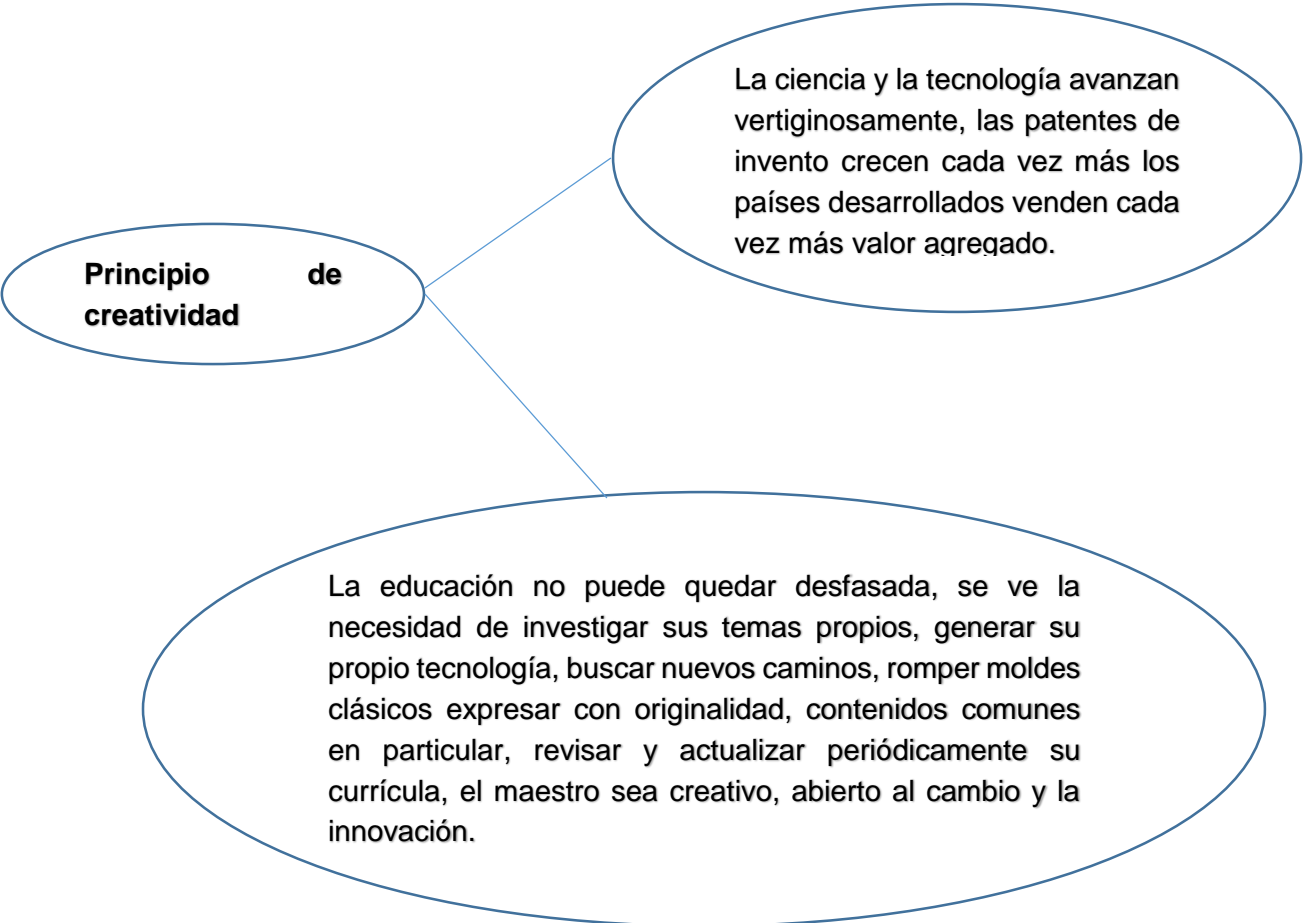 La ciencia y la tecnología avanzan
vertiginosamente, las patentes de
invento crecen cada vez más los
países desarrollados venden cada
vez más valor agregado.
Principio de
creatividad
La educación no puede quedar desfasada, se ve la
necesidad de investigar sus temas propios, generar su
propio tecnología, buscar nuevos caminos, romper moldes
clásicos expresar con originalidad, contenidos comunes
en particular, revisar y actualizar periódicamente su
currícula, el maestro sea creativo, abierto al cambio y la
innovación.